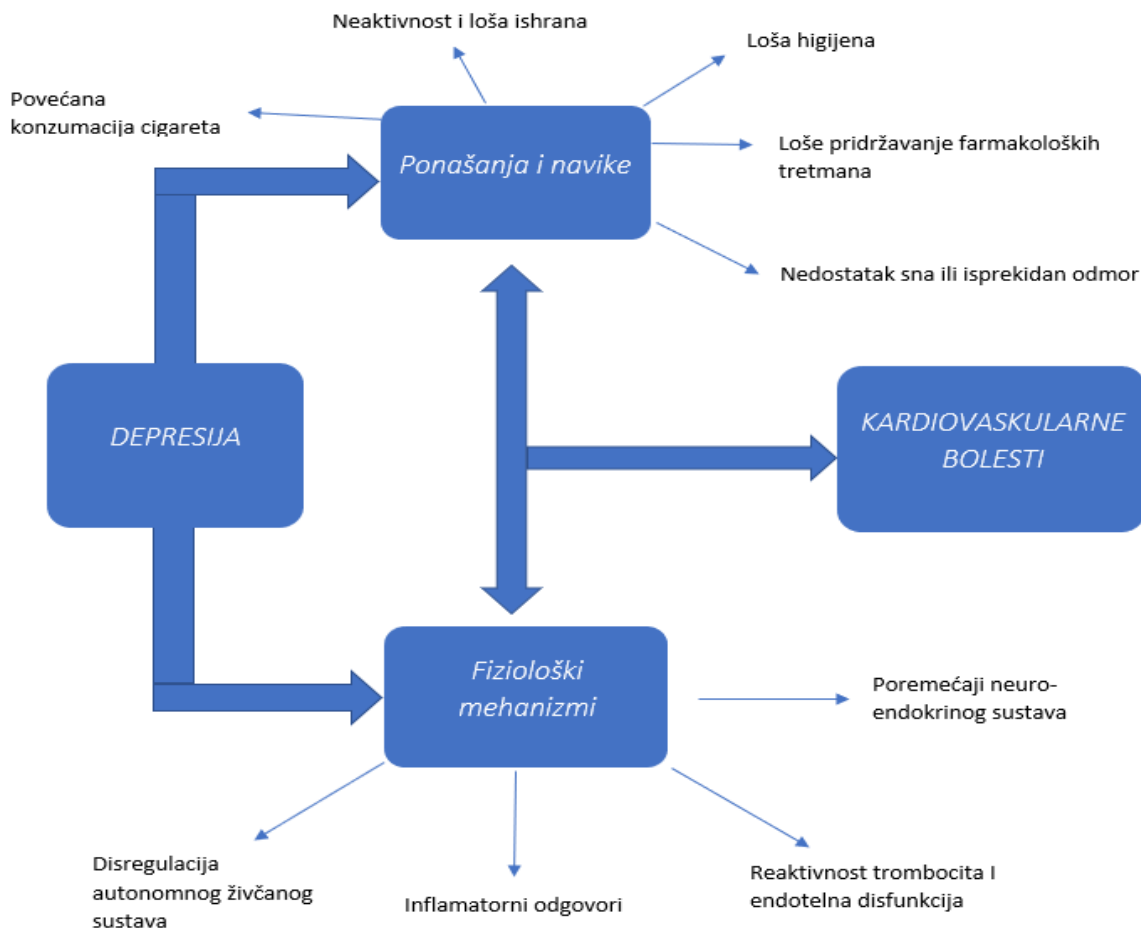 Neaktivnost i loša ishrana
Loša higijena
Povećana
konzumacija cigareta
Ponašanja i navike
Loše pridržavanje farmakoloških
tretmana
Nedostatak sna ili isprekidan odmor
DEPRESIJA
KARDIOVASKULARNE
BOLESTI
Fiziološki
mehanizmi
Poremećaji neuro-
endokrinog sustava
Disregulacija
autonomnog živčanog
sustava
Inflamatorni odgovori
Reaktivnost trombocita I
endotelna disfunkcija